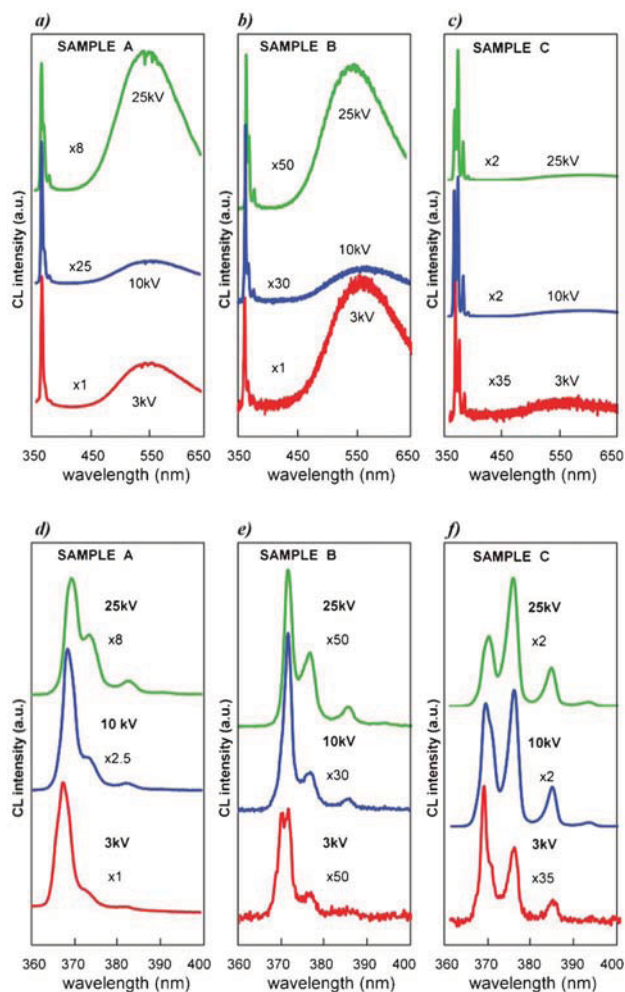 a) b) c)
SAMPLE A SAMPLE B SAMPLE C
25kV 25kV
x8 x50 x2 25kV
x25 10kV x30 10kV x2 10kV
x1 3kV x1 3kV x35 3kV
CL intensity (a.u.) CL intensity (a.u.) CL intensity (a.u.)
350 450 550 650 350 450 550 650 350 450 550 650
wavelength (nm) wavelength (nm) wavelength (nm)
d) e) f)
SAMPLE A SAMPLE B SAMPLE C
25kV 25kV 25kV
x8 x50 x2
10 kV 10kV 10kV
x2.5 x30 x2
3kV 3kV 3kV
x1 x50 x35
CL intensity (a.u.) CL intensity (a.u.) CL intensity (a.u.)
360 370 380 390 400 360 370 380 390 400 360 370 380 390 400
wavelength (nm) wavelength (nm) wavelength (nm)